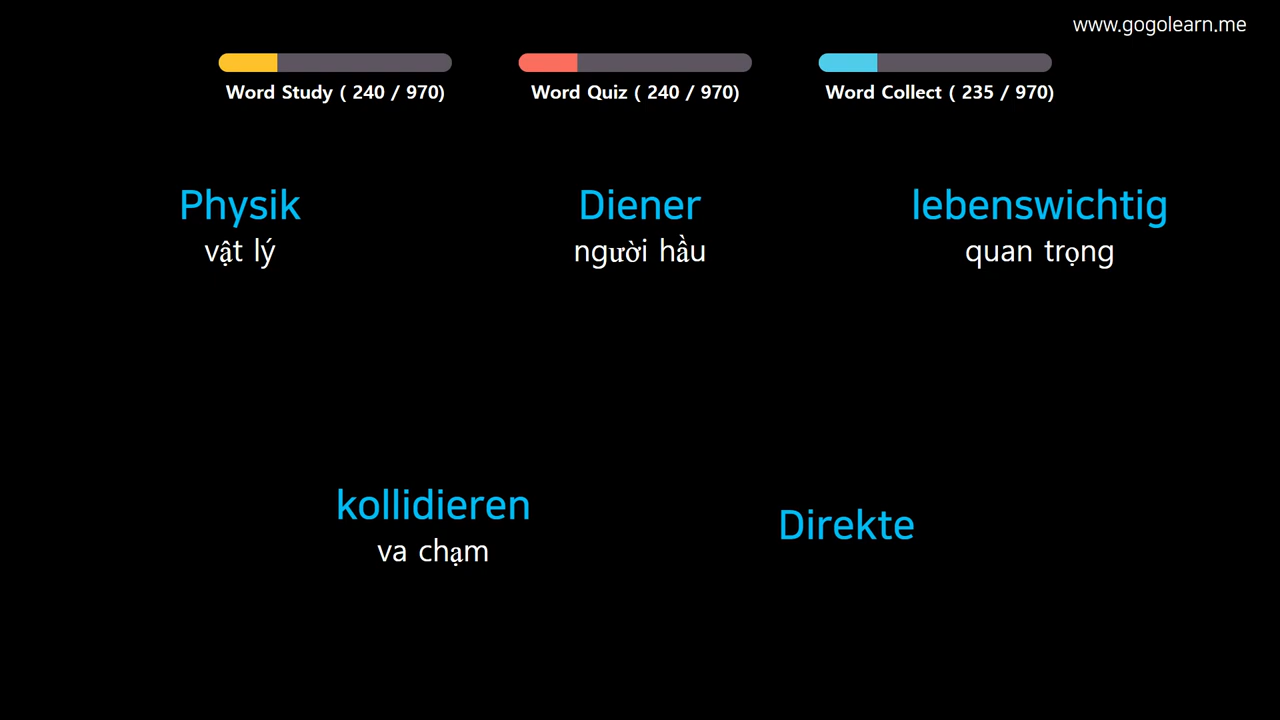 www.gogolearn.me
Word Study ( 240 / 970)
Word Quiz ( 240 / 970)
Word Collect ( 235 / 970)
Physik
vật lý
Diener
người hầu
lebenswichtig
quan trọng
kollidieren
va chạm
Direkte